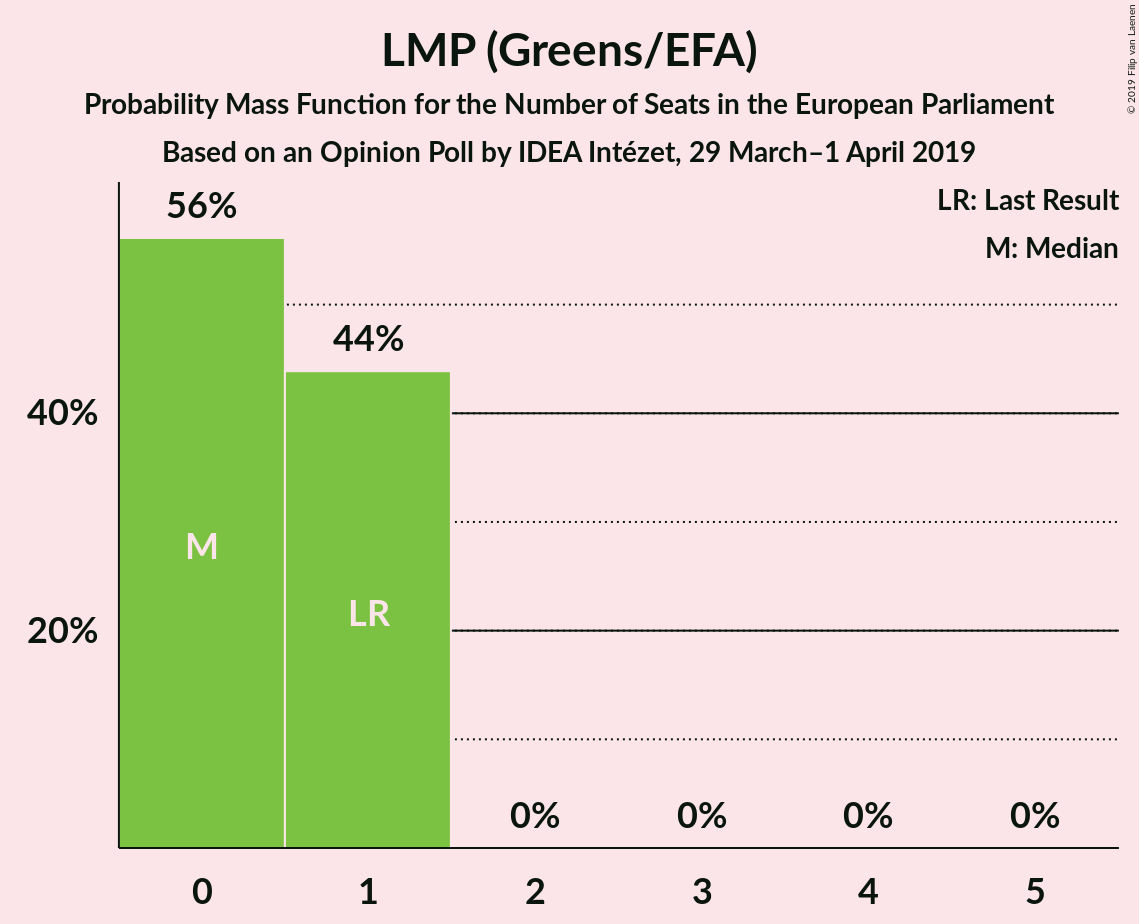 LMP (Greens/EFA)
Probability Mass Function for the Number of Seats in the European Parliament
Based on an Opinion Poll by IDEA Intézet, 29 March–1 April 2019
© 2019 Filip van Laenen
LR: Last Result
M: Median
56%
44%
40%
M
LR
20%
0%
0%
0%
0%
0
1
2
3
4
5